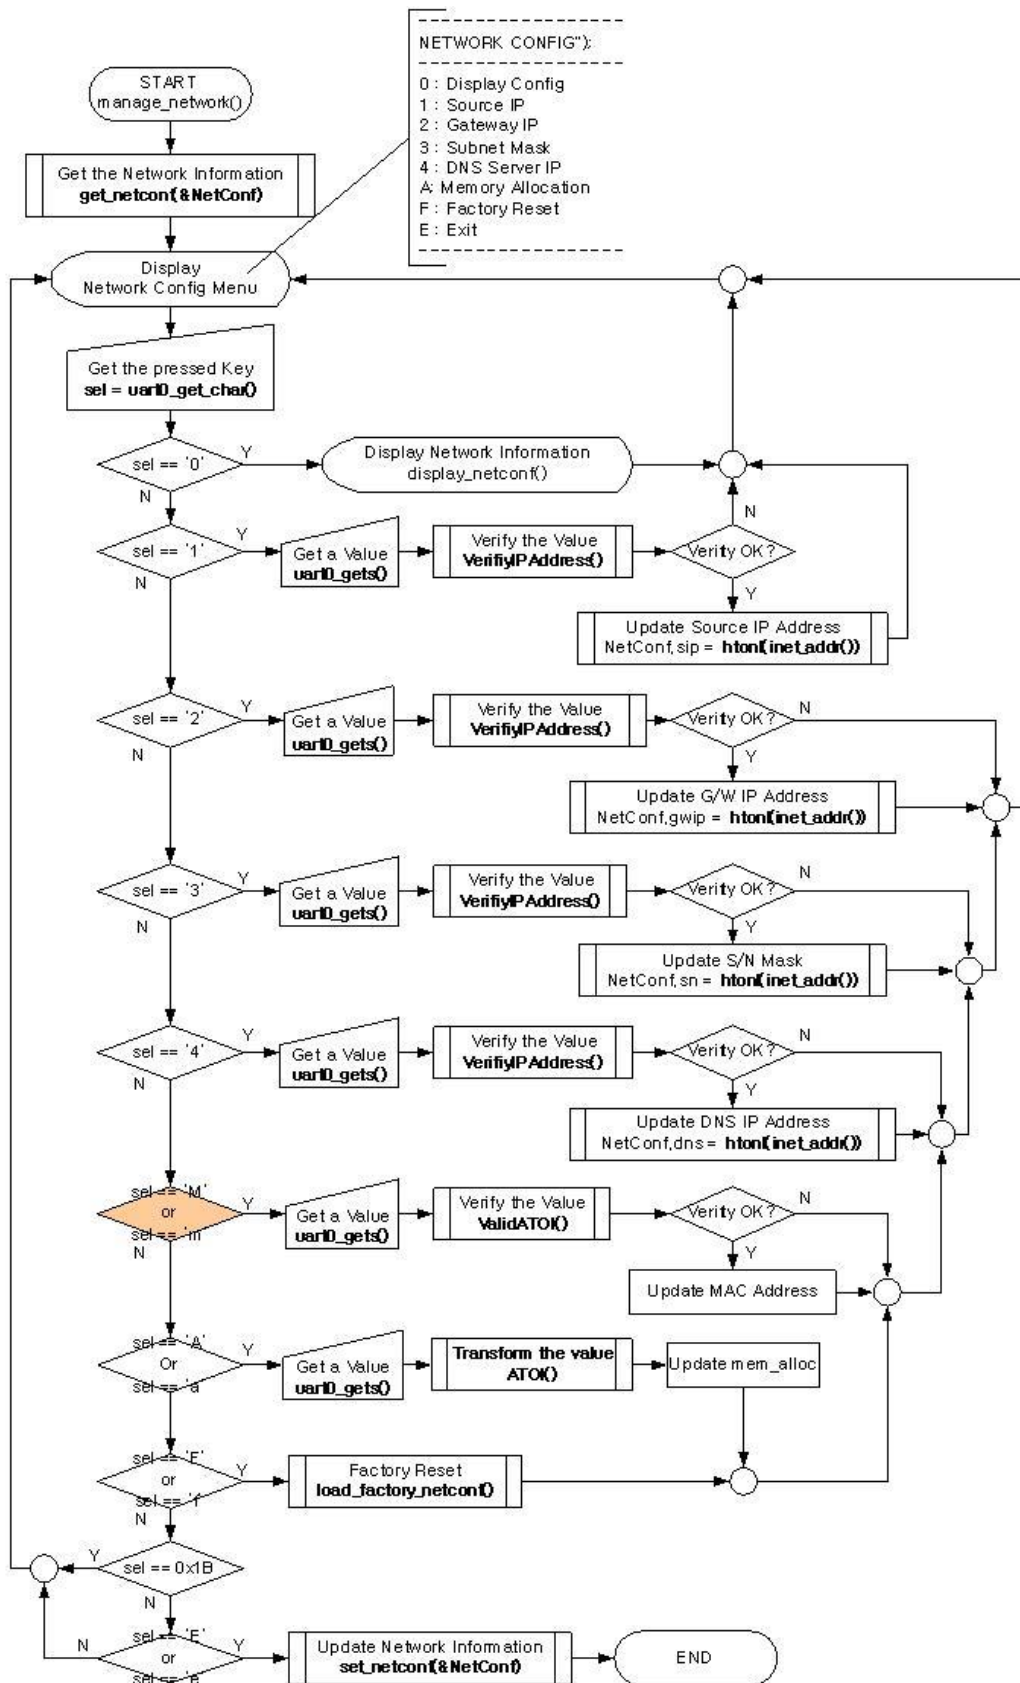 NETWORK CONFIG");
0 : Display Config
1 : Source IP
2 : Gateway IP
3 : Subnet Mask
4 : DNS Server IP
A: Memory Allocation
F : Factory Reset
E : Exit
START
manage_network()
Get the Network Information
get_netconf(&NetConf)
Display
Network Config Menu
Get the pressed Key
sel = uart0_get_char()
sel == '0'
Y
N
Display Network Information
display_netconf()
sel == '1'
Y
N
Get a Value
uart0_gets()
Verify the Value
VerifiyIPAddress()
Verity OK?
N
Y
Update Source IP Address
NetConf,sip = htonl(inet_addr())
sel == '2'
Y
N
Get a Value
uart0_gets()
Verify the Value
VerifiyIPAddress()
Verity OK?
N
Y
Update G/W IP Address
NetConf,gwip = htonl(inet_addr())
sel == '3'
Y
N
Get a Value
uart0_gets()
Verify the Value
VerifiyIPAddress()
Verity OK?
N
Y
Update S/N Mask
NetConf,sn = htonl(inet_addr())
sel == '4'
Y
N
Get a Value
uart0_gets()
Verify the Value
VerifiyIPAddress()
Verity OK?
N
Y
Update DNS IP Address
NetConf,dns = htonl(inet_addr())
sel == 'M'
or
sel == 'm
Y
N
Get a Value
uart0_gets()
Verify the Value
ValidATOI()
Verity OK?
N
Y
Update MAC Address
sel == 'A'
Or
sel == 'a
Y
Get a Value
uart0_gets()
Transform the value
ATOI()
Update mem_alloc
sel == 'F'
or
sel == 'f
Y
N
Factory Reset
load_factory_netconf()
sel == 0x1B
Y
N
sel == 'E'
or
sel == 'e
N
Y
Update Network Information
set_netconf(&NetConf)
END